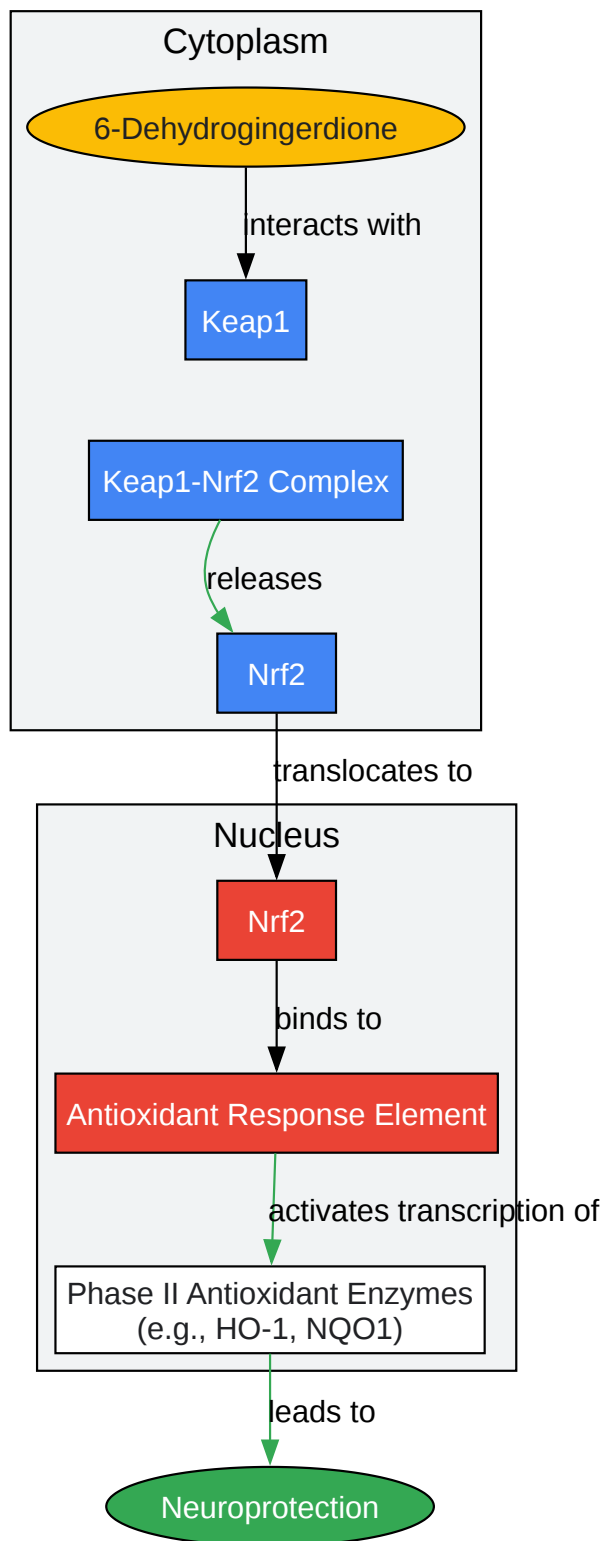 Cytoplasm
6-Dehydrogingerdione
interacts with
Keap1
Keap1-Nrf2 Complex
releases
Nrf2
translocates to
Nucleus
Nrf2
binds to
Antioxidant Response Element
activates transcription of
Phase II Antioxidant Enzymes
(e.g., HO-1, NQO1)
leads to
Neuroprotection